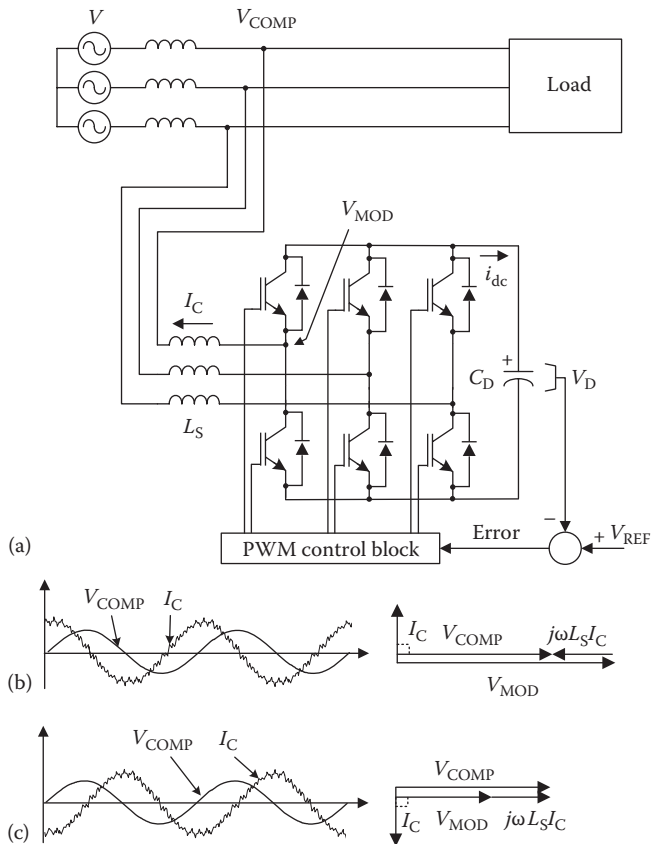 V
V_COMP
Load
V_MOD
i_dc
I_C
+
C_D
V_D
L_S
−
(a)
PWM control block
Error
+ V_REF
V_COMP
I_C
I_C
V_COMP
jωL_SI_C
(b)
V_MOD
V_COMP
I_C
V_COMP
(c)
I_C
V_MOD
jωL_SI_C